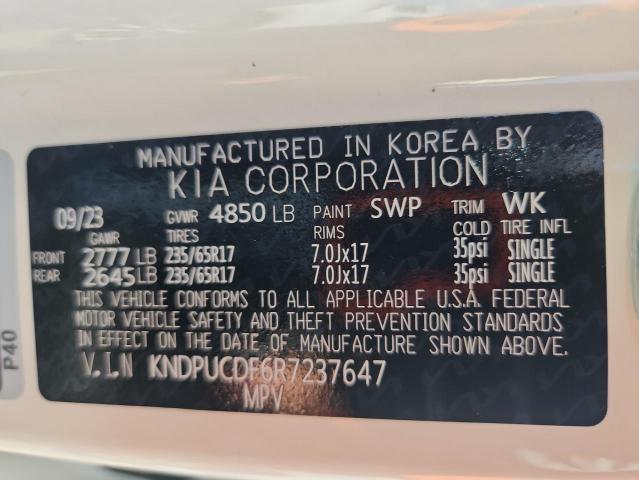 MANUFACTURED IN KOREA BY
KIA CORPORATION
09/23 GVWR 4850 LB PAINT SWP TRIM WK
GAWR TIRES RIMS COLD TIRE INFL
FRONT 2777 LB 235/65R17 7.0Jx17 35psi SINGLE
REAR 2645 LB 235/65R17 7.0Jx17 35psi SINGLE
THIS VEHICLE CONFORMS TO ALL APPLICABLE U.S.A. FEDERAL
MOTOR VEHICLE SAFETY AND THEFT PREVENTION STANDARDS
IN EFFECT ON THE DATE OF MANUFACTURE SHOWN ABOVE.
V.I.N KNDPUCDF6R7237647
MPV
P40